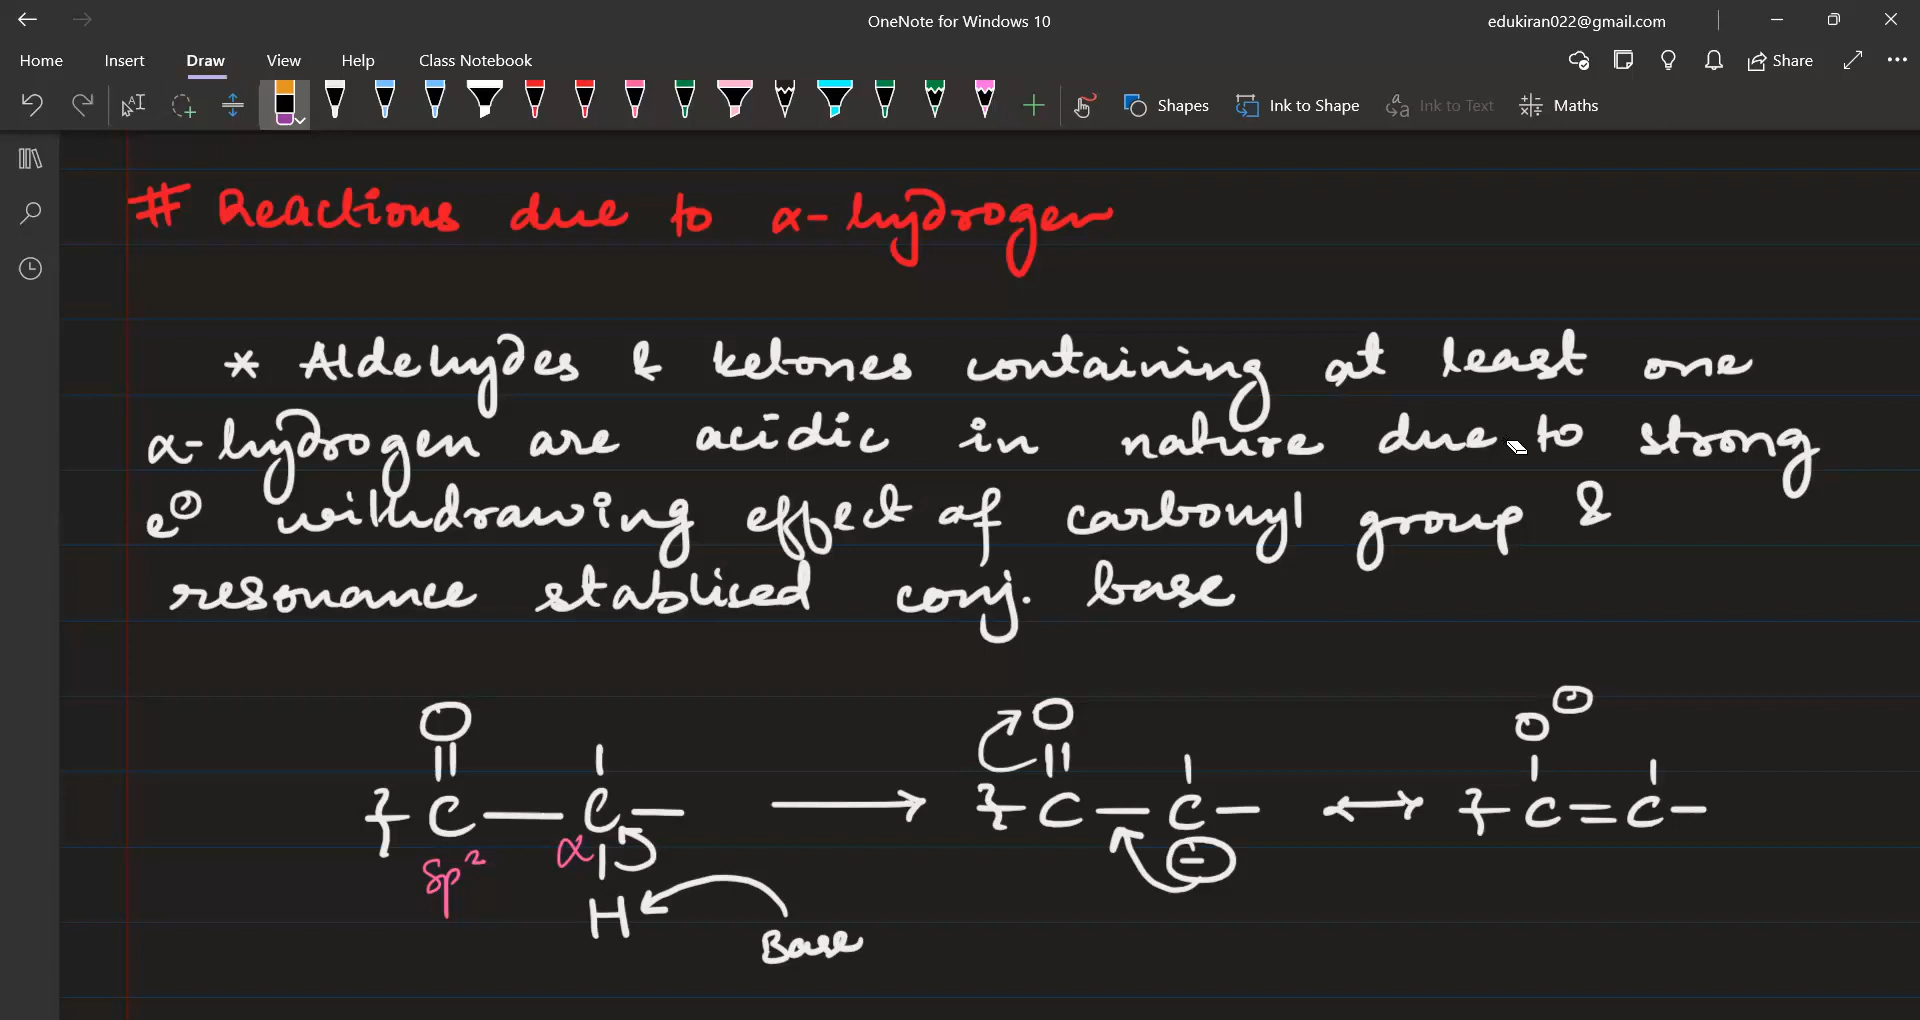 OneNote for Windows 10
edukiran022@gmail.com
Home Insert Draw View Help Class Notebook Share
Shapes Ink to Shape Ink to Text Maths
# Reactions due to α-hydrogen
* Aldehydes & ketones containing at least one
α-hydrogen are acidic in nature due to strong
e⊖ withdrawing effect of carbonyl group &
resonance stablised conj. base
O O O⊖
C — C — → C — C — ↔ C = C —
sp² α ⊖
H
Base